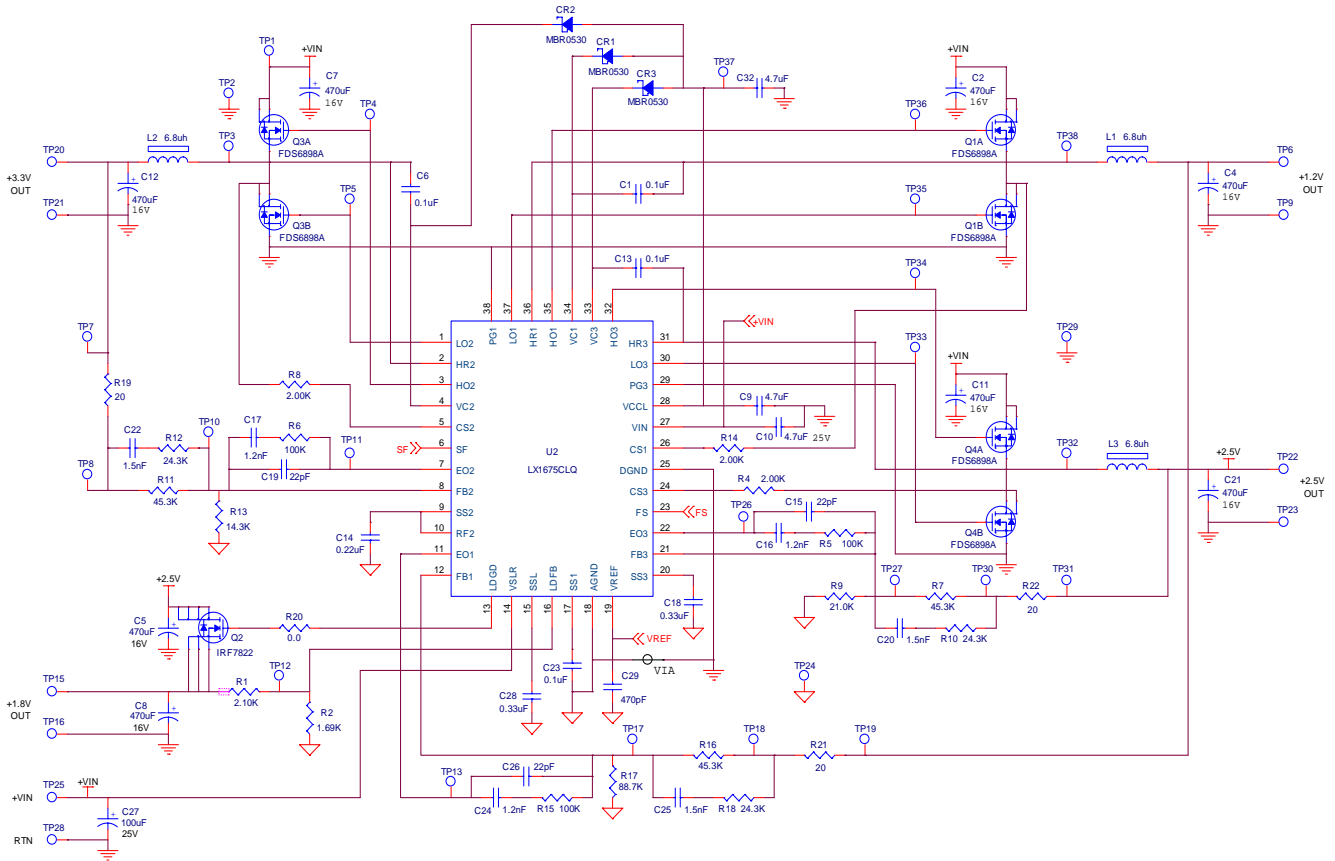 CR2
MBR0530
CR1
MBR0530
CR3
MBR0530
TP37
C32
4.7uF
TP1
+VIN
C7
470uF
16V
TP2
TP4
Q3A
FDS6898A
TP3
L2 6.8uh
TP20
+3.3V
OUT
TP21
C12
470uF
16V
TP5
Q3B
FDS6898A
C6
0.1uF
C1
0.1uF
C13
0.1uF
+VIN
C2
470uF
16V
TP36
Q1A
FDS6898A
TP38
L1 6.8uh
TP6
+1.2V
OUT
TP9
C4
470uF
16V
TP35
Q1B
FDS6898A
TP34
38
37
36
35
34
33
32
PG1
LO1
HR1
HO1
VC1
VC3
HO3
1
2
3
4
5
6
7
8
9
10
11
12
LO2
HR2
HO2
VC2
CS2
SF
EO2
FB2
SS2
RF2
EO1
FB1
U2
LX1675CLQ
HR3
LO3
PG3
VCCL
VIN
CS1
DGND
CS3
FS
EO3
FB3
SS3
31
30
29
28
27
26
25
24
23
22
21
20
LDGD
VSLR
SSL
LDFB
SS1
AGND
VREF
13
14
15
16
17
18
19
+VIN
TP33
TP29
+VIN
C11
470uF
16V
C9
4.7uF
C10
4.7uF
25V
R14
2.00K
Q4A
FDS6898A
TP32
L3 6.8uh
+2.5V
TP22
+2.5V
OUT
TP23
C21
470uF
16V
R4
2.00K
Q4B
FDS6898A
FS
TP26
C15
22pF
C16
1.2nF
R5
100K
TP7
R19
20
R8
2.00K
TP10
C22
1.5nF
R12
24.3K
C17
1.2nF
R6
100K
TP11
C19
22pF
SF
TP8
R11
45.3K
R13
14.3K
C14
0.22uF
C18
0.33uF
R9
21.0K
TP27
R7
45.3K
TP30
R22
20
TP31
C20
1.5nF
R10
24.3K
+2.5V
C5
470uF
16V
Q2
IRF7822
R20
0.0
TP12
TP15
+1.8V
OUT
TP16
C8
470uF
16V
R1
2.10K
R2
1.69K
C28
0.33uF
C23
0.1uF
C29
470pF
VREF
VIA
TP24
TP17
R16
45.3K
TP18
R21
20
TP19
TP13
C26
22pF
C24
1.2nF
R15
100K
R17
88.7K
C25
1.5nF
R18
24.3K
TP25
+VIN
+VIN
C27
100uF
25V
TP28
RTN